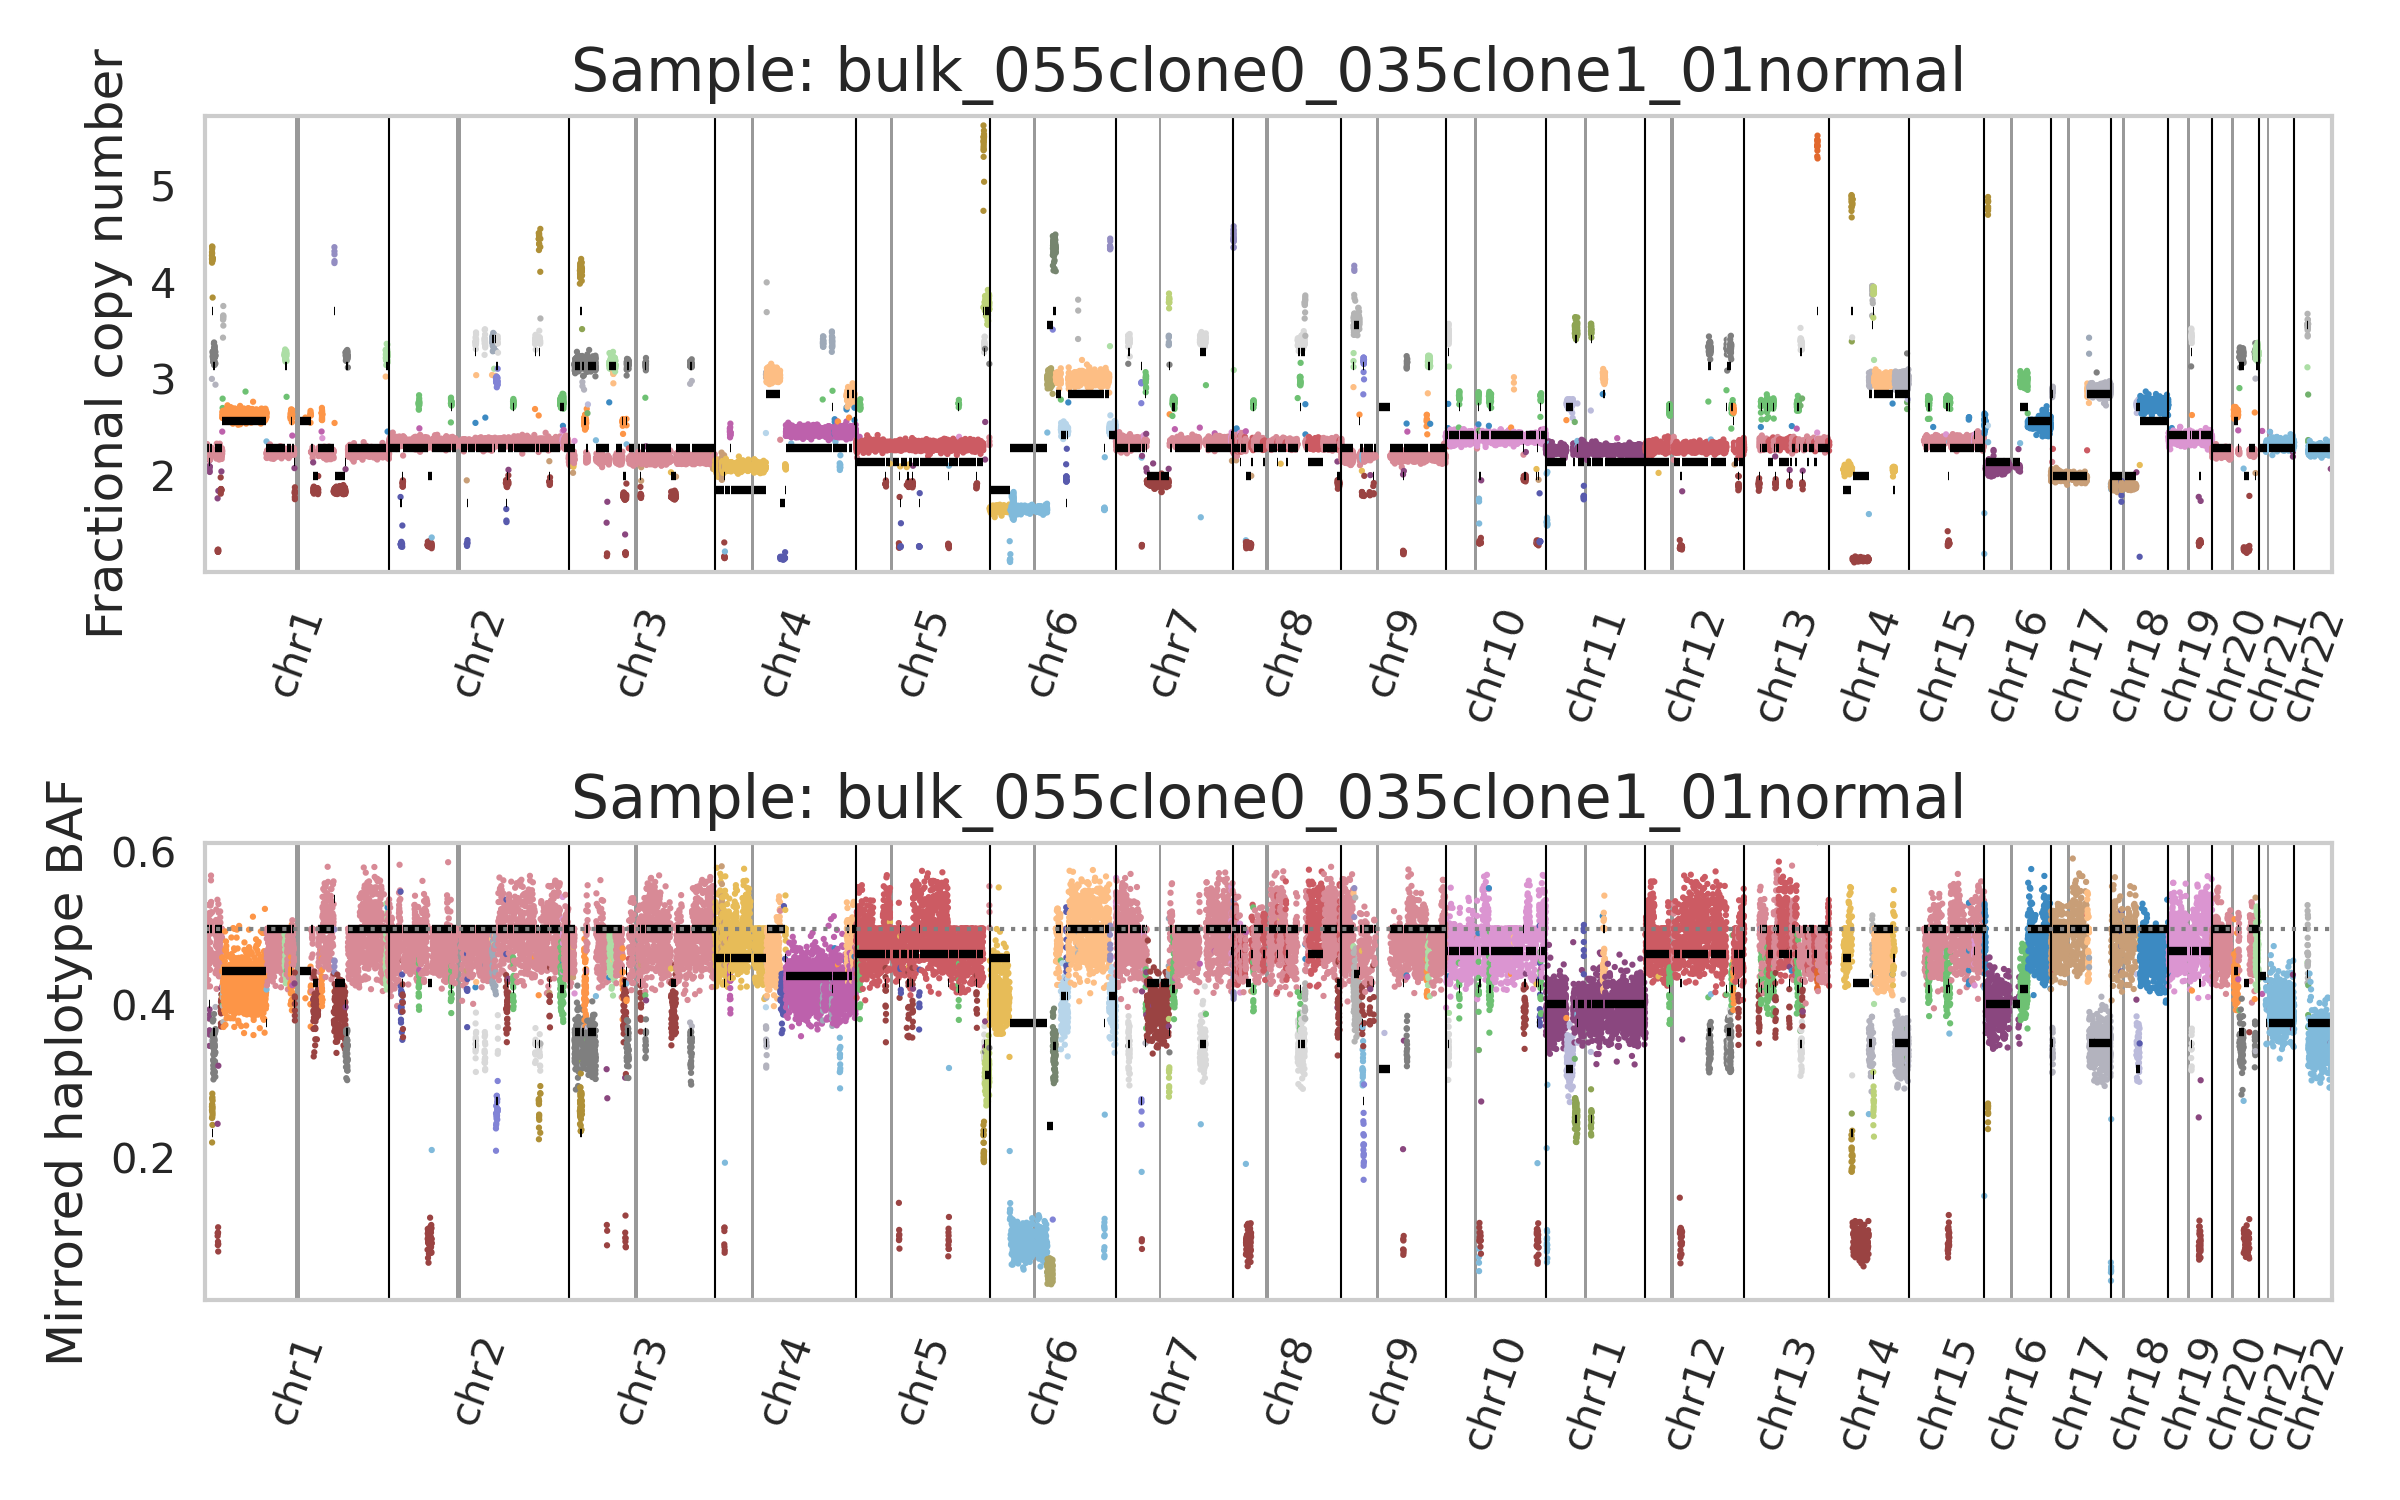 Sample: bulk_055clone0_035clone1_01normal
Fractional copy number
5
4
3
2
chr1 chr2 chr3 chr4 chr5 chr6 chr7 chr8 chr9 chr10 chr11 chr12 chr13 chr14 chr15 chr16 chr17 chr18 chr19 chr20 chr21 chr22
Sample: bulk_055clone0_035clone1_01normal
Mirrored haplotype BAF
0.6
0.4
0.2
chr1 chr2 chr3 chr4 chr5 chr6 chr7 chr8 chr9 chr10 chr11 chr12 chr13 chr14 chr15 chr16 chr17 chr18 chr19 chr20 chr21 chr22